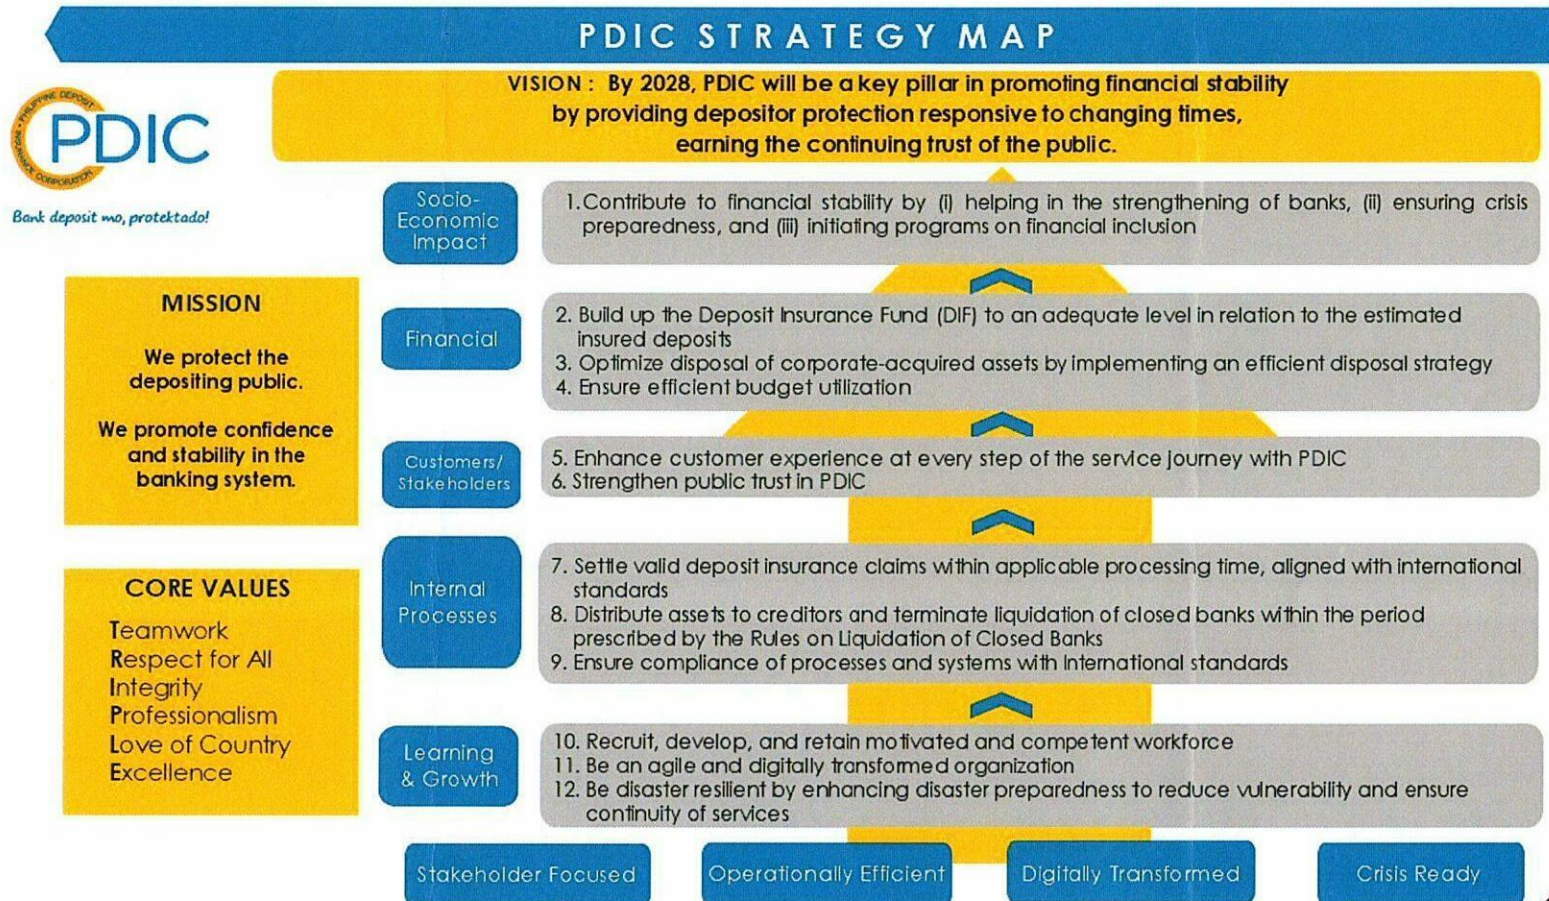 PDIC STRATEGY MAP
VISION : By 2028, PDIC will be a key pillar in promoting financial stability
by providing depositor protection responsive to changing times,
earning the continuing trust of the public.
PHILIPPINE DEPOSIT INSURANCE CORPORATION
PDIC
Bank deposit mo, protektado!
MISSION
We protect the
depositing public.
We promote confidence
and stability in the
banking system.
CORE VALUES
Teamwork
Respect for All
Integrity
Professionalism
Love of Country
Excellence
Socio-
Economic
Impact
1.Contribute to financial stability by (i) helping in the strengthening of banks, (ii) ensuring crisis
preparedness, and (iii) initiating programs on financial inclusion
Financial
2. Build up the Deposit Insurance Fund (DIF) to an adequate level in relation to the estimated
insured deposits
3. Optimize disposal of corporate-acquired assets by implementing an efficient disposal strategy
4. Ensure efficient budget utilization
Customers/
Stakeholders
5. Enhance customer experience at every step of the service journey with PDIC
6. Strengthen public trust in PDIC
Internal
Processes
7. Settle valid deposit insurance claims within applicable processing time, aligned with international
standards
8. Distribute assets to creditors and terminate liquidation of closed banks within the period
prescribed by the Rules on Liquidation of Closed Banks
9. Ensure compliance of processes and systems with international standards
Learning
& Growth
10. Recruit, develop, and retain motivated and competent workforce
11. Be an agile and digitally transformed organization
12. Be disaster resilient by enhancing disaster preparedness to reduce vulnerability and ensure
continuity of services
Stakeholder Focused
Operationally Efficient
Digitally Transformed
Crisis Ready